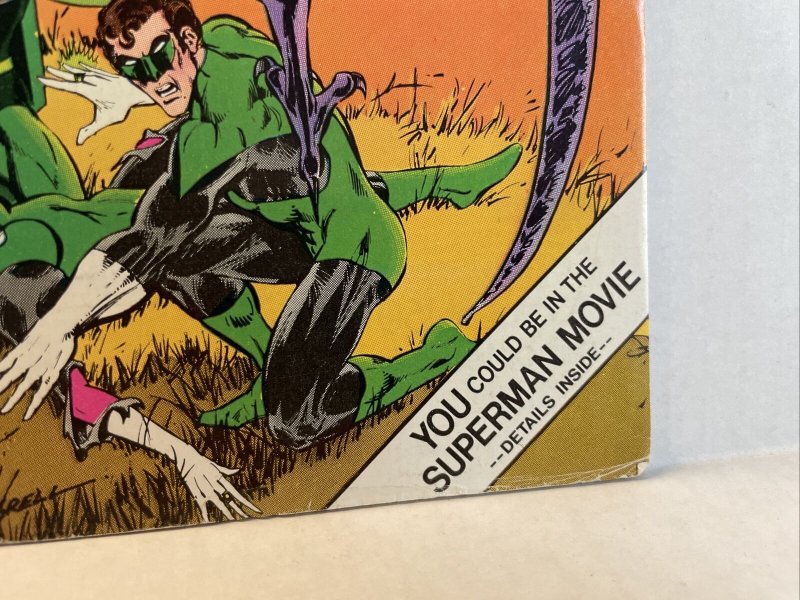 YOU COULD BE IN THE
SUPERMAN MOVIE
--DETAILS INSIDE--